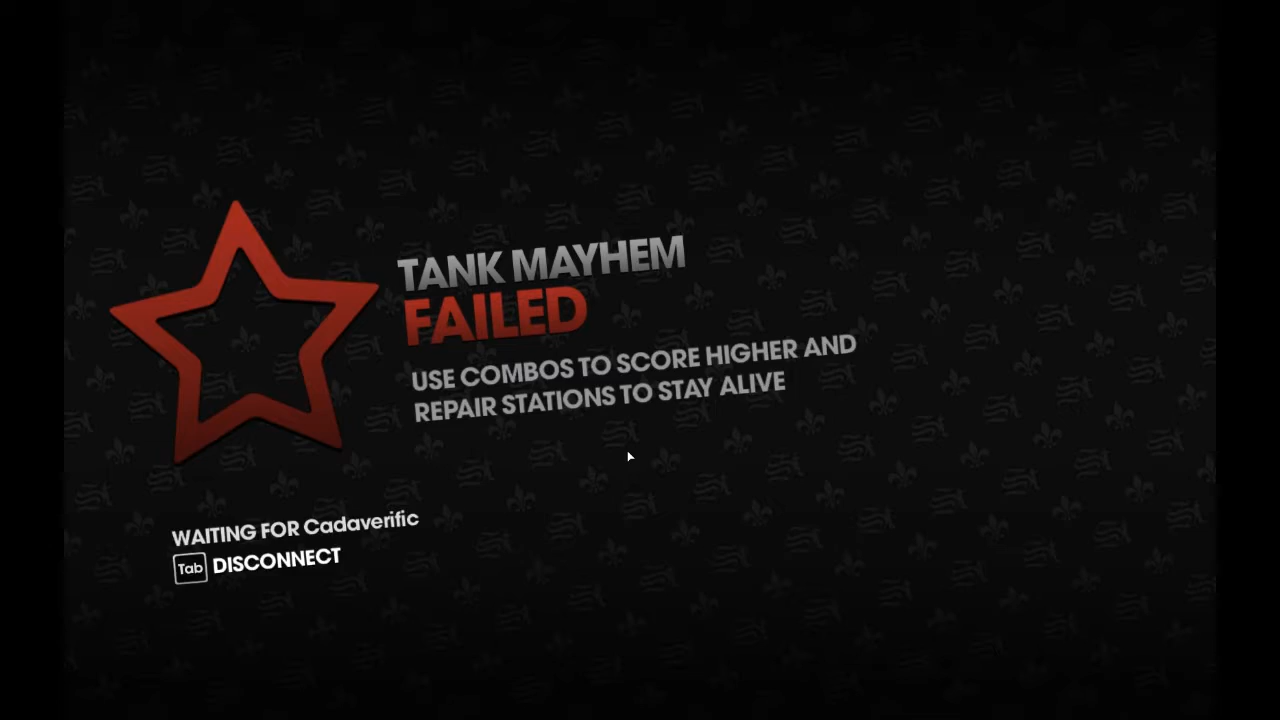 TANK MAYHEM
FAILED
USE COMBOS TO SCORE HIGHER AND
REPAIR STATIONS TO STAY ALIVE
WAITING FOR Cadaverific
Tab DISCONNECT